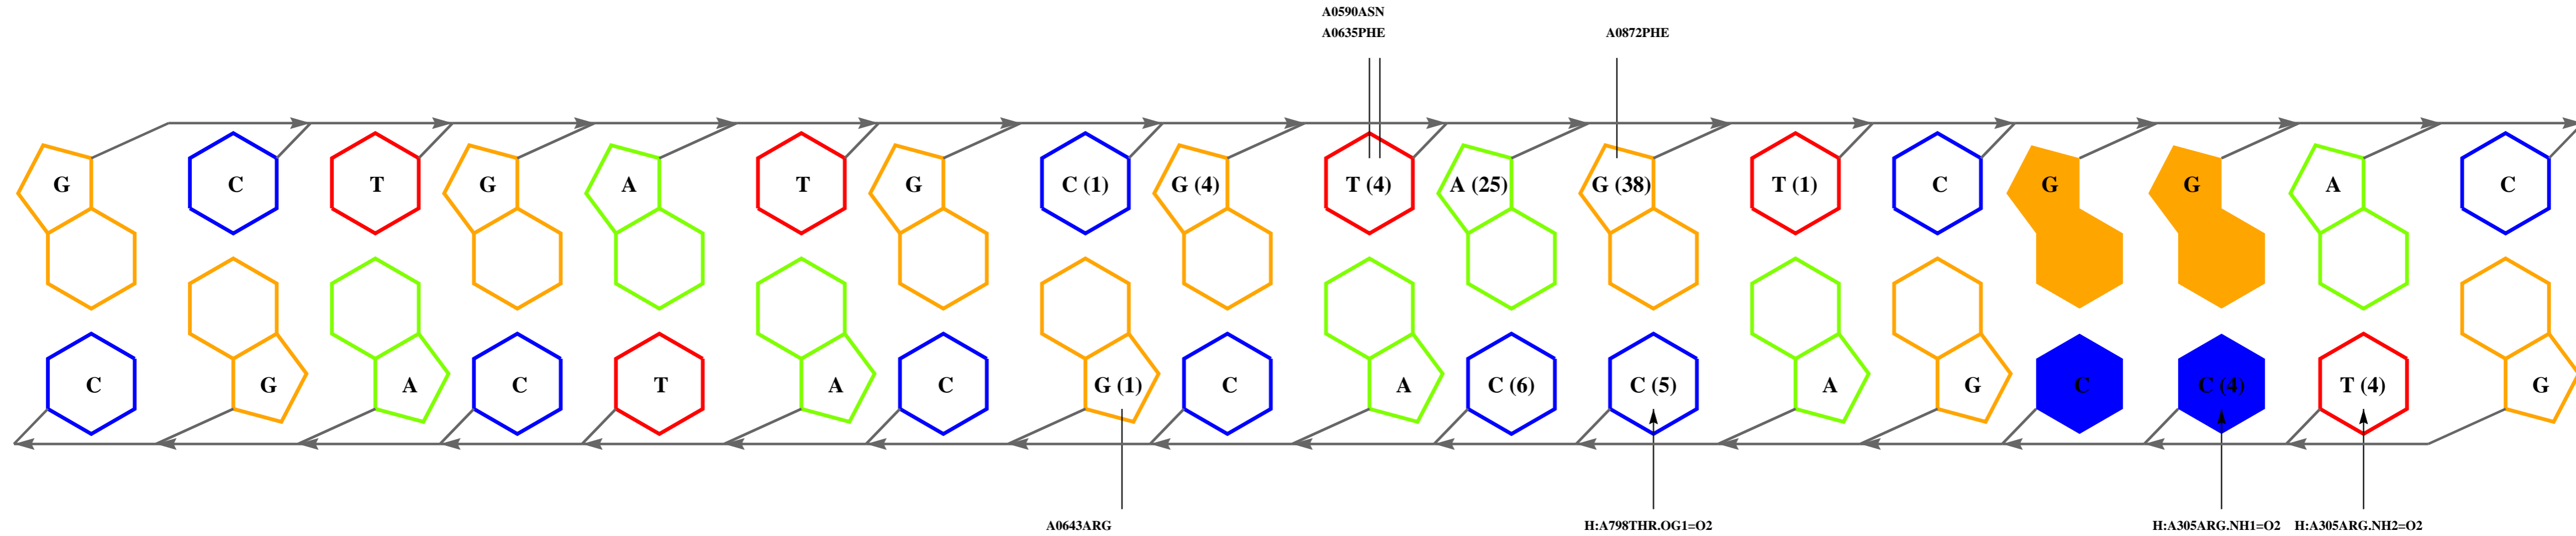 A0590ASN
A0635PHE A0872PHE
G C T G A T G C (1) G (4) T (4) A (25) G (38) T (1) C G G A C
C G A C T A C G (1) C A C (6) C (5) A G C C (4) T (4) G
A0643ARG H:A798THR.OG1=O2 H:A305ARG.NH1=O2 H:A305ARG.NH2=O2